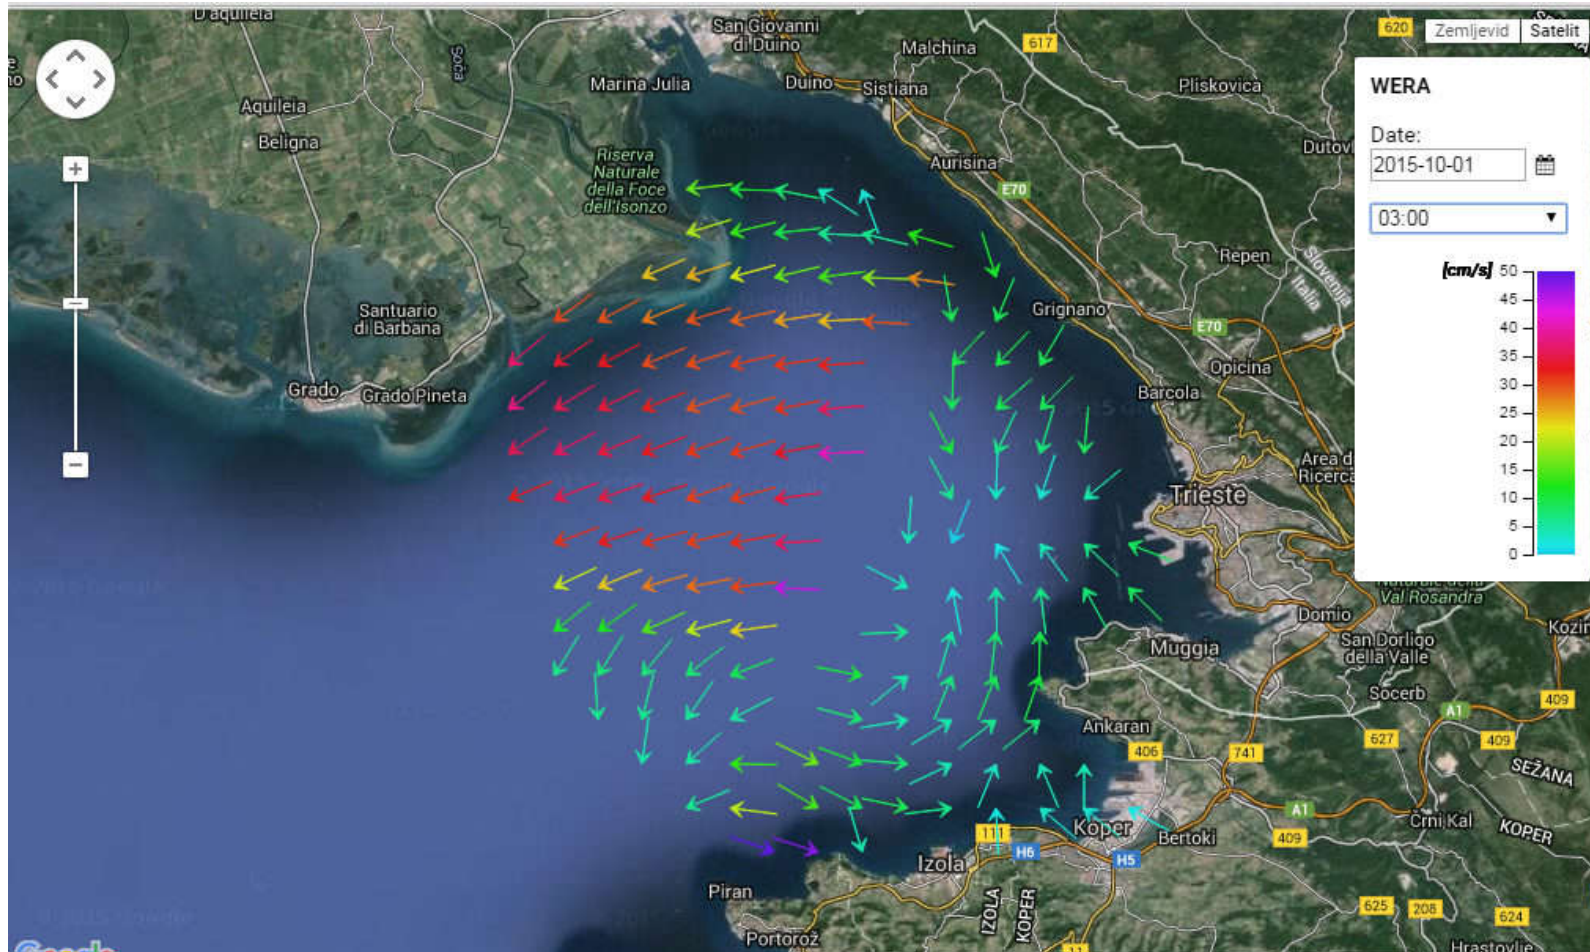 D'aquileia
San Giovanni
di Duino
Malchina
617
620
Zemljevid
Satelit
Soča
Marina Julia
Duino
Sistiana
Pliskovica
WERA
Aquileia
Beligna
Date:
2015-10-01
Riserva
Naturale
della Foce
dell'Isonzo
Aurisina
E70
03:00
Repen
Slovenija
Italia
[cm/s]
50
45
40
35
30
25
20
15
10
5
0
Santuario
di Barbana
Grignano
E70
Opicina
Grado
Grado Pineta
Barcola
Area d
Ricerca
Trieste
Val Rosandra
Domio
Kozin
Muggia
San Dorligo
della Valle
Socerb
409
A1
Ankaran
406
741
627
409
SEŽANA
A1
Črni Kal
KOPER
409
Koper
Bertoki
111
H6
H5
Izola
Piran
IZOLA
KOPER
625
208
624
Portorož
11
Hrastovlje
Google